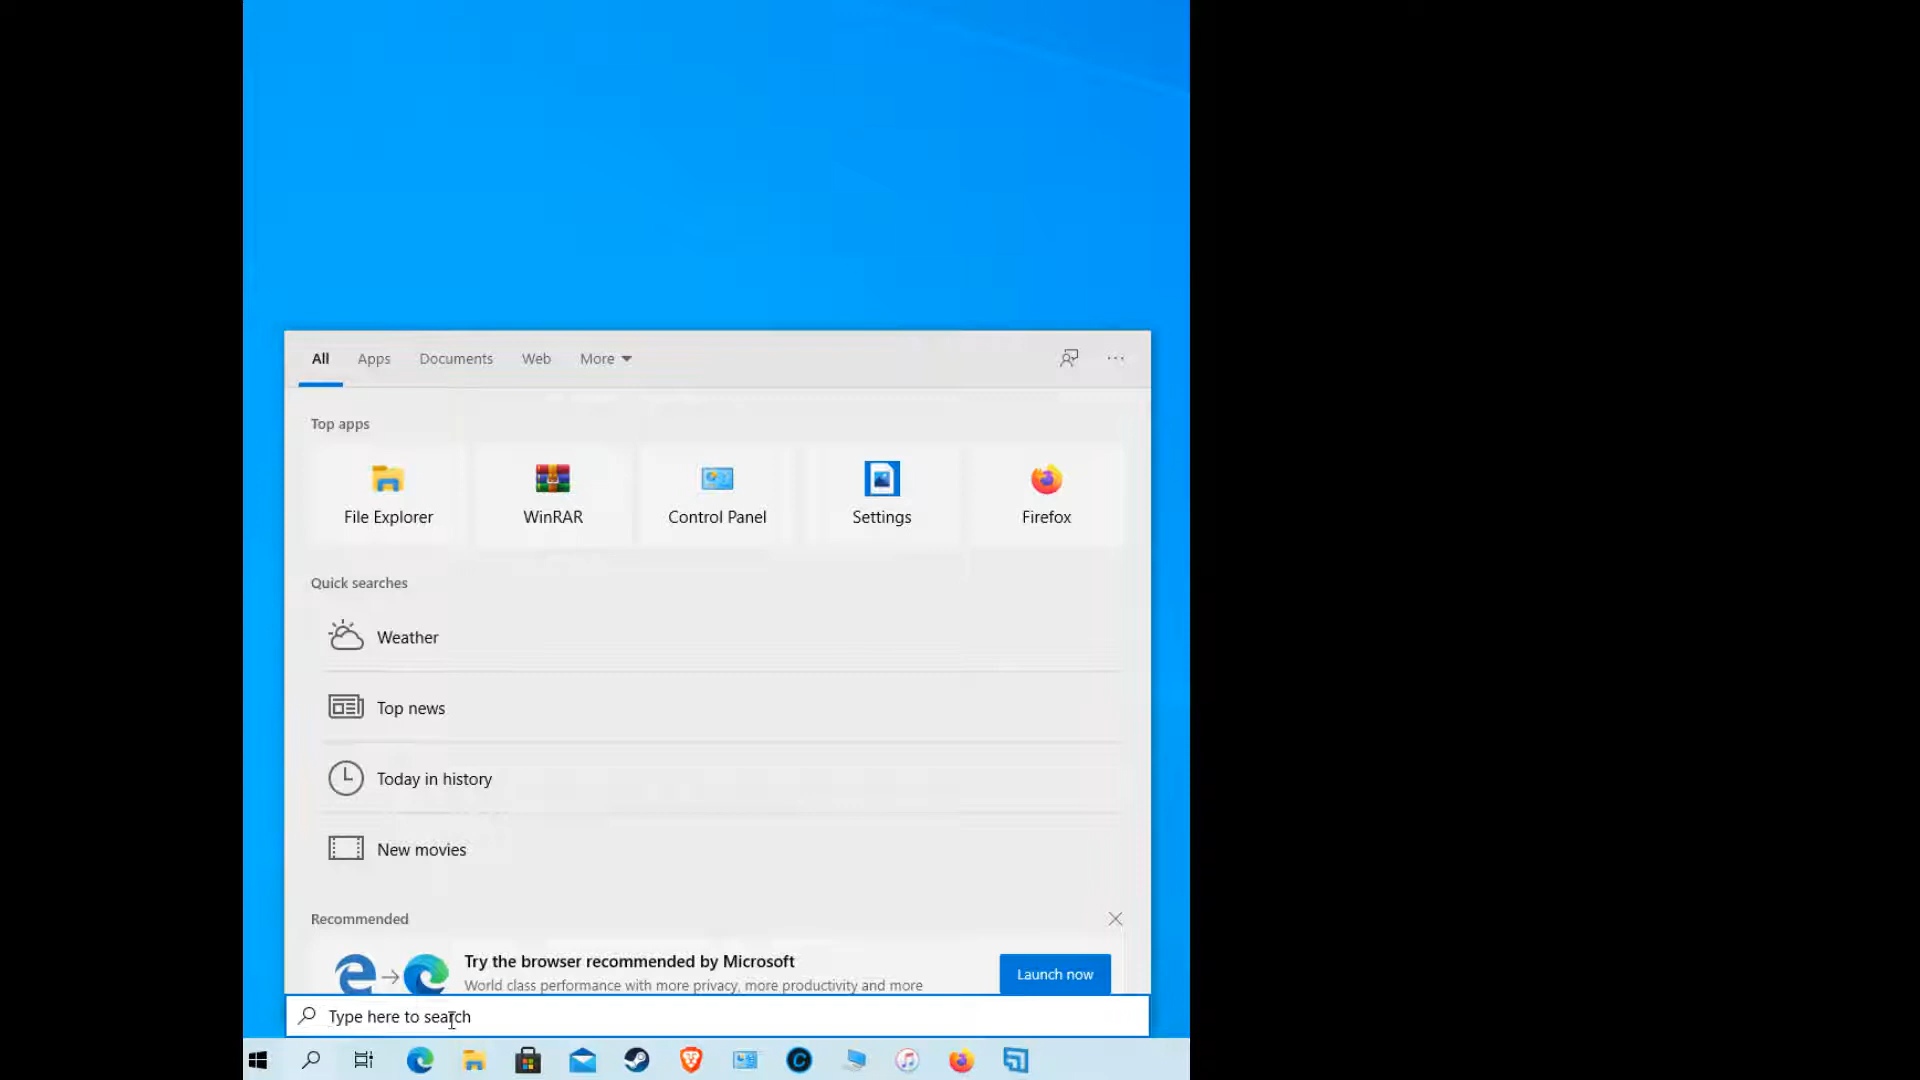 All Apps Documents Web More
Top apps
File Explorer WinRAR Control Panel Settings Firefox
Quick searches
Weather
Top news
Today in history
New movies
Recommended
Try the browser recommended by Microsoft
World class performance with more privacy, more productivity and more
Launch now
Type here to search